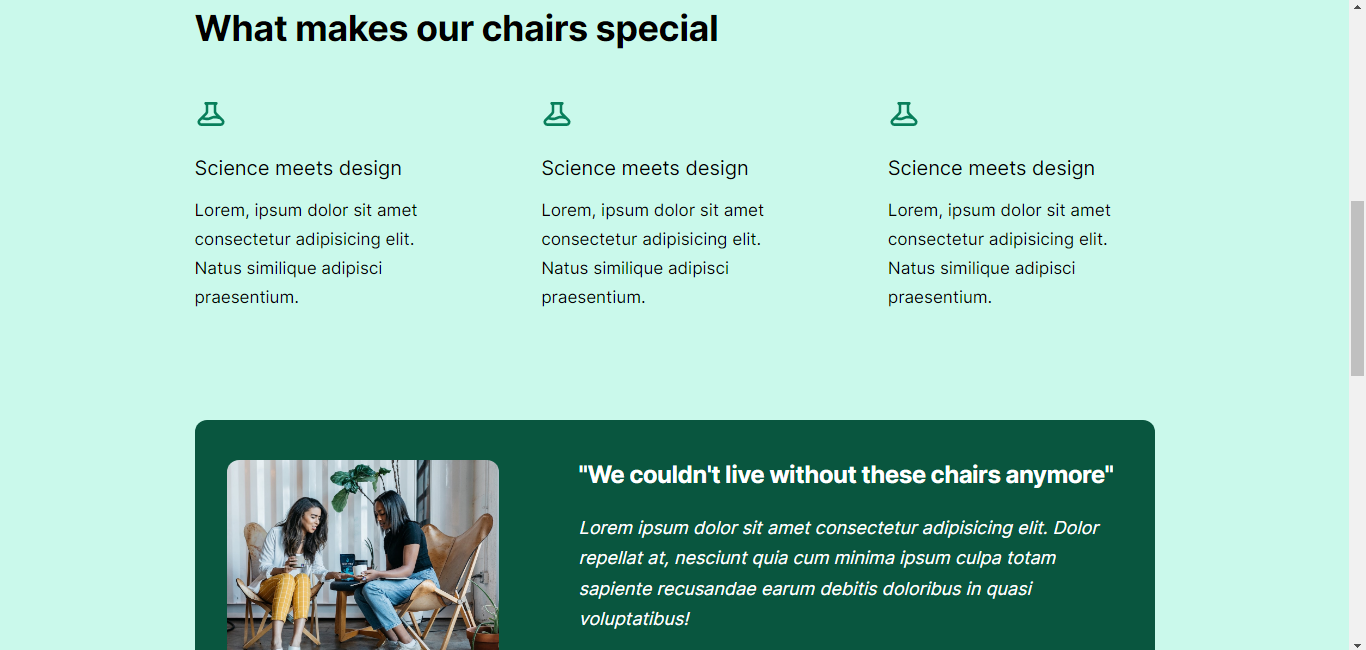 What makes our chairs special
Science meets design
Lorem, ipsum dolor sit amet
consectetur adipisicing elit.
Natus similique adipisci
praesentium.
Science meets design
Lorem, ipsum dolor sit amet
consectetur adipisicing elit.
Natus similique adipisci
praesentium.
Science meets design
Lorem, ipsum dolor sit amet
consectetur adipisicing elit.
Natus similique adipisci
praesentium.
"We couldn't live without these chairs anymore"
Lorem ipsum dolor sit amet consectetur adipisicing elit. Dolor
repellat at, nesciunt quia cum minima ipsum culpa totam
sapiente recusandae earum debitis doloribus in quasi
voluptatibus!